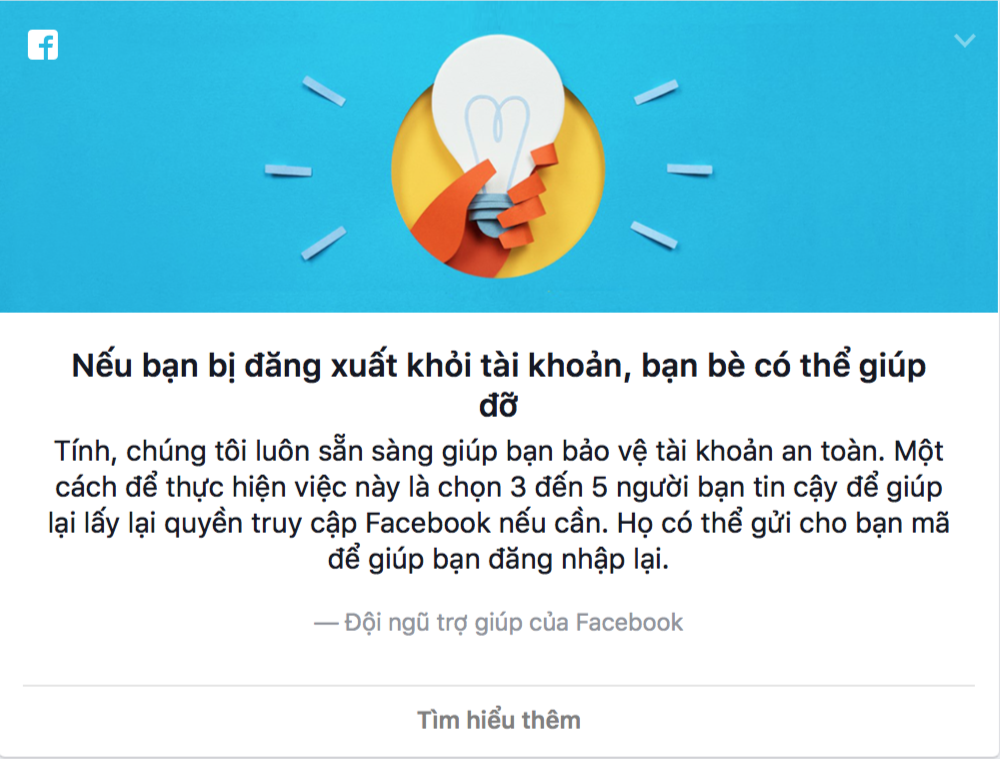 Nếu bạn bị đăng xuất khỏi tài khoản, bạn bè có thể giúp
đỡ
Tính, chúng tôi luôn sẵn sàng giúp bạn bảo vệ tài khoản an toàn. Một
cách để thực hiện việc này là chọn 3 đến 5 người bạn tin cậy để giúp
lại lấy lại quyền truy cập Facebook nếu cần. Họ có thể gửi cho bạn mã
để giúp bạn đăng nhập lại.
— Đội ngũ trợ giúp của Facebook
Tìm hiểu thêm